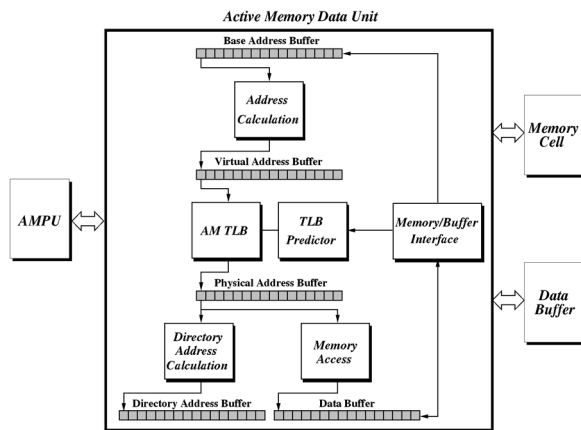 Active Memory Data Unit
Base Address Buffer
Address
Calculation
Memory
Cell
Virtual Address Buffer
AMPU
AM TLB
TLB
Predictor
Memory/Buffer
Interface
Physical Address Buffer
Data
Buffer
Directory
Address
Calculation
Memory
Access
Directory Address Buffer
Data Buffer